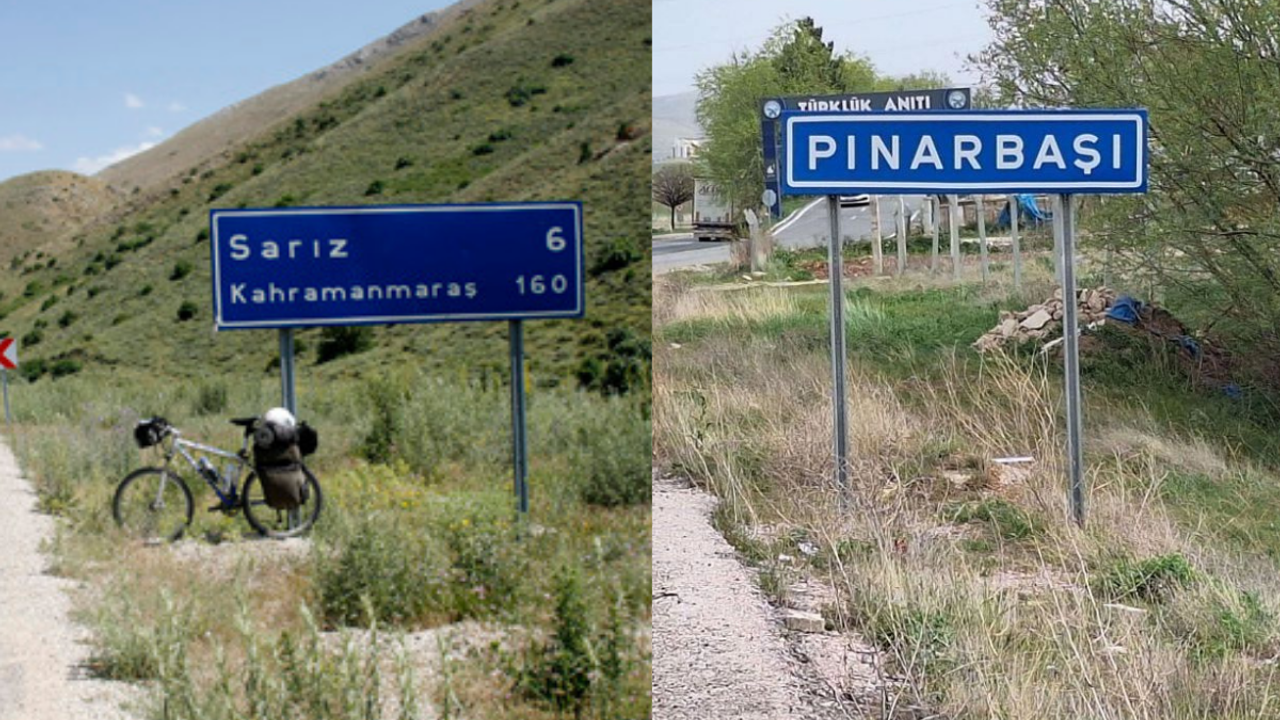 Sarız 6
Kahramanmaraş 160
TÜRKLÜK ANITI
PINARBAŞI